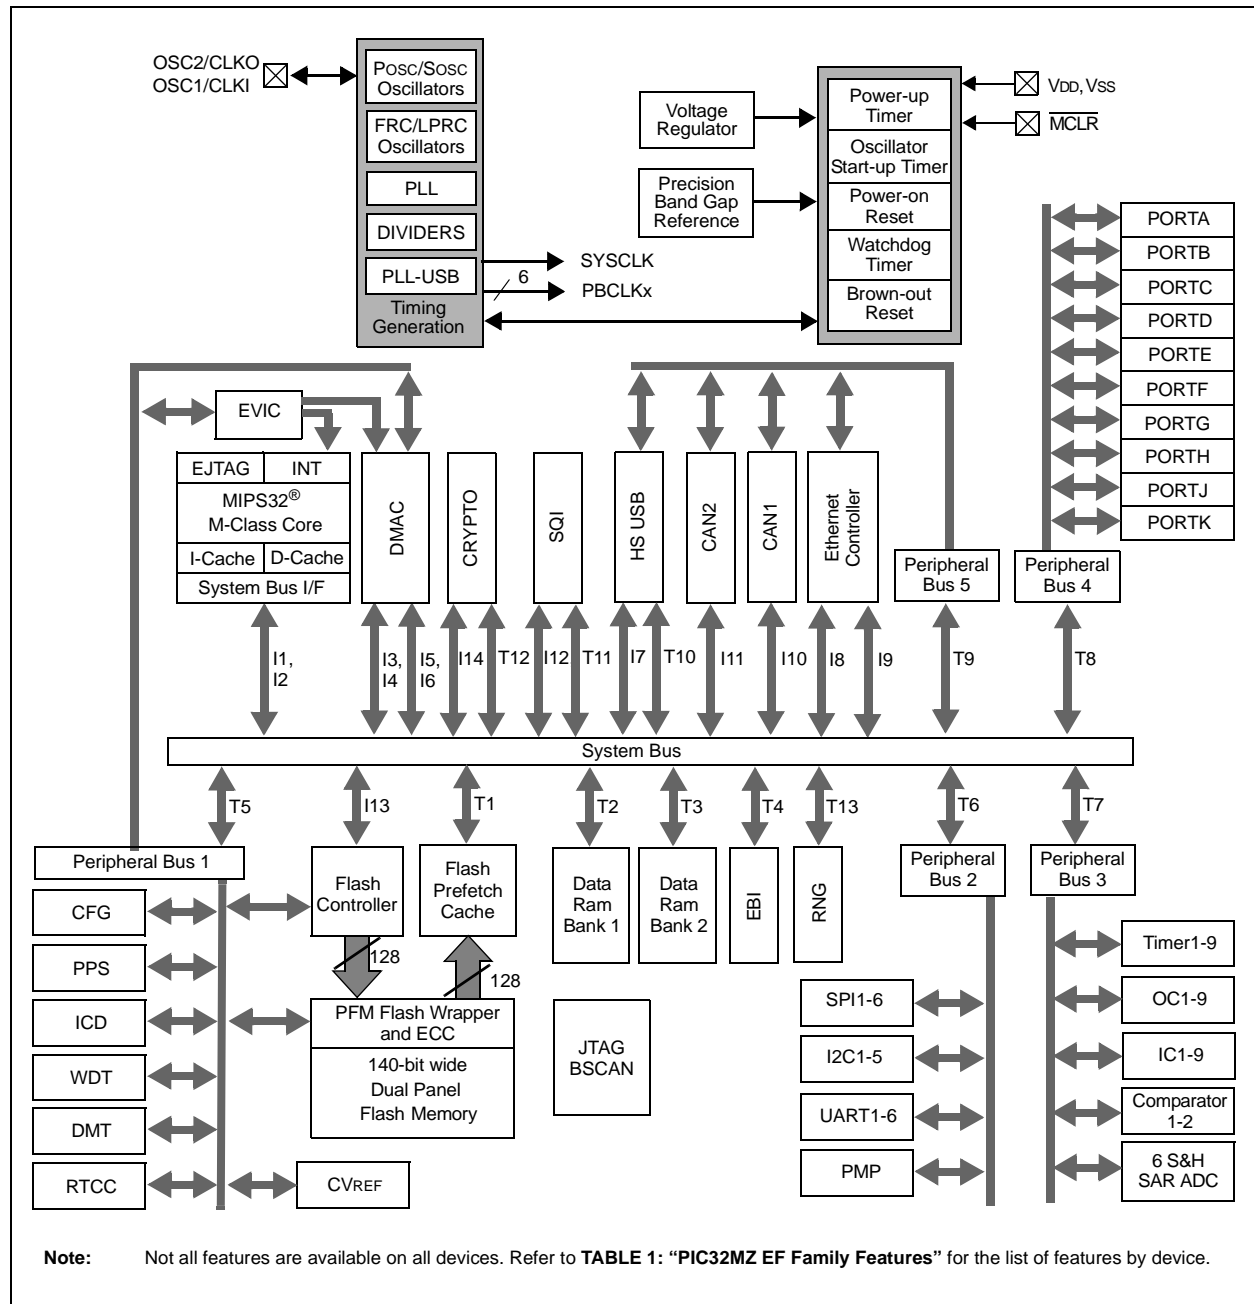 OSC2/CLKO
OSC1/CLKI
POSC/SOSC
Oscillators
FRC/LPRC
Oscillators
PLL
DIVIDERS
PLL-USB
Timing
Generation
SYSCLK
6
PBCLKx
Voltage
Regulator
Precision
Band Gap
Reference
Power-up
Timer
Oscillator
Start-up Timer
Power-on
Reset
Watchdog
Timer
Brown-out
Reset
VDD, VSS
MCLR
PORTA
PORTB
PORTC
PORTD
PORTE
PORTF
PORTG
PORTH
PORTJ
PORTK
EVIC
EJTAG INT
MIPS32®
M-Class Core
I-Cache D-Cache
System Bus I/F
DMAC
CRYPTO
SQI
HS USB
CAN2
CAN1
Ethernet
Controller
Peripheral
Bus 5
Peripheral
Bus 4
I1,
I2
I3,
I4
I5,
I6
I14
T12
I12
T11
I7
T10
I11
I10
I8
I9
T9
T8
System Bus
T5
I13
T1
T2
T3
T4
T13
T6
T7
Peripheral Bus 1
Flash
Controller
Flash
Prefetch
Cache
Data
Ram
Bank 1
Data
Ram
Bank 2
EBI
RNG
Peripheral
Bus 2
Peripheral
Bus 3
CFG
PPS
ICD
WDT
DMT
RTCC
128
128
PFM Flash Wrapper
and ECC
140-bit wide
Dual Panel
Flash Memory
CVREF
JTAG
BSCAN
SPI1-6
I2C1-5
UART1-6
PMP
Timer1-9
OC1-9
IC1-9
Comparator
1-2
6 S&H
SAR ADC
Note: Not all features are available on all devices. Refer to TABLE 1: “PIC32MZ EF Family Features” for the list of features by device.